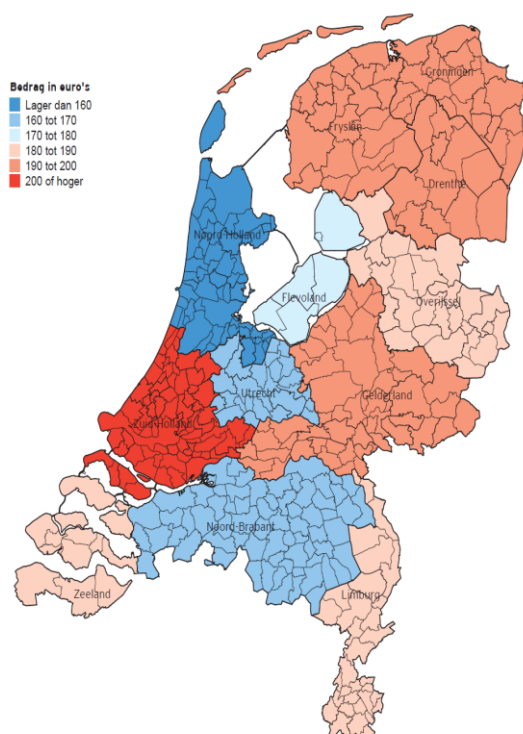 Bedrag in euro's
Lager dan 160
160 tot 170
170 tot 180
180 tot 190
190 tot 200
200 of hoger
Groningen
Fryslân
Drenthe
Noord-Holland
Flevoland
Overijssel
Utrecht
Gelderland
Zuid-Holland
Noord-Brabant
Zeeland
Limburg